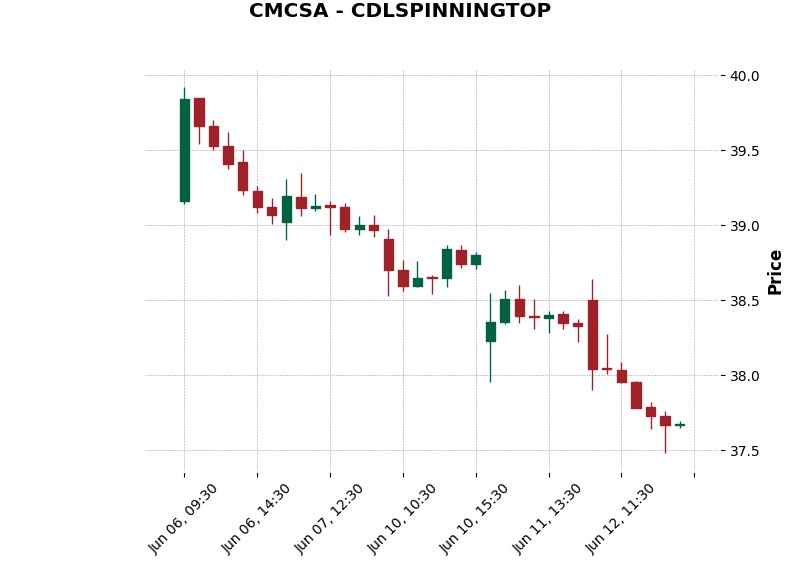 CMCSA - CDLSPINNINGTOP
40.0
39.5
39.0
38.5
38.0
37.5
Price
Jun 06, 09:30
Jun 06, 14:30
Jun 07, 12:30
Jun 10, 10:30
Jun 10, 15:30
Jun 11, 13:30
Jun 12, 11:30